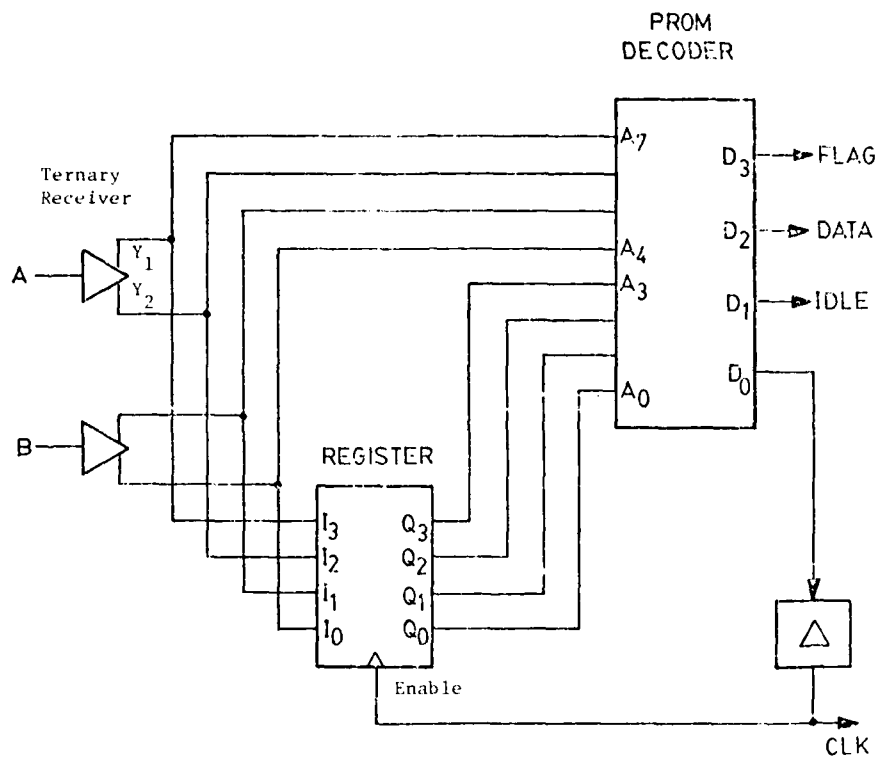 PROM
DECODER
Ternary
Receiver
A
Y1
Y2
B
A7
A4
A3
A0
D3
FLAG
D2
DATA
D1
IDLE
D0
REGISTER
I3
Q3
I2
Q2
I1
Q1
I0
Q0
Enable
△
CLK